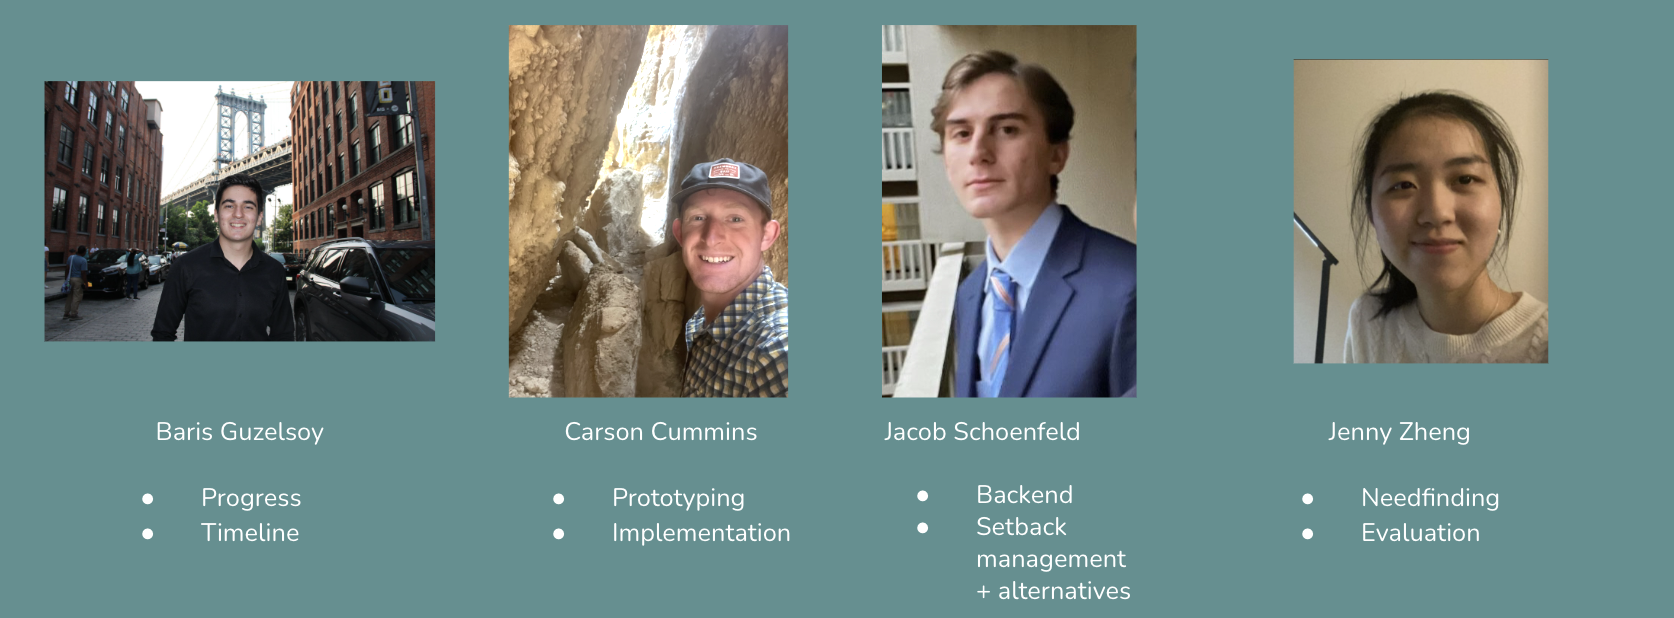 Baris Guzelsoy
● Progress
● Timeline
Carson Cummins
● Prototyping
● Implementation
Jacob Schoenfeld
● Backend
● Setback
management
+ alternatives
Jenny Zheng
● Needfinding
● Evaluation